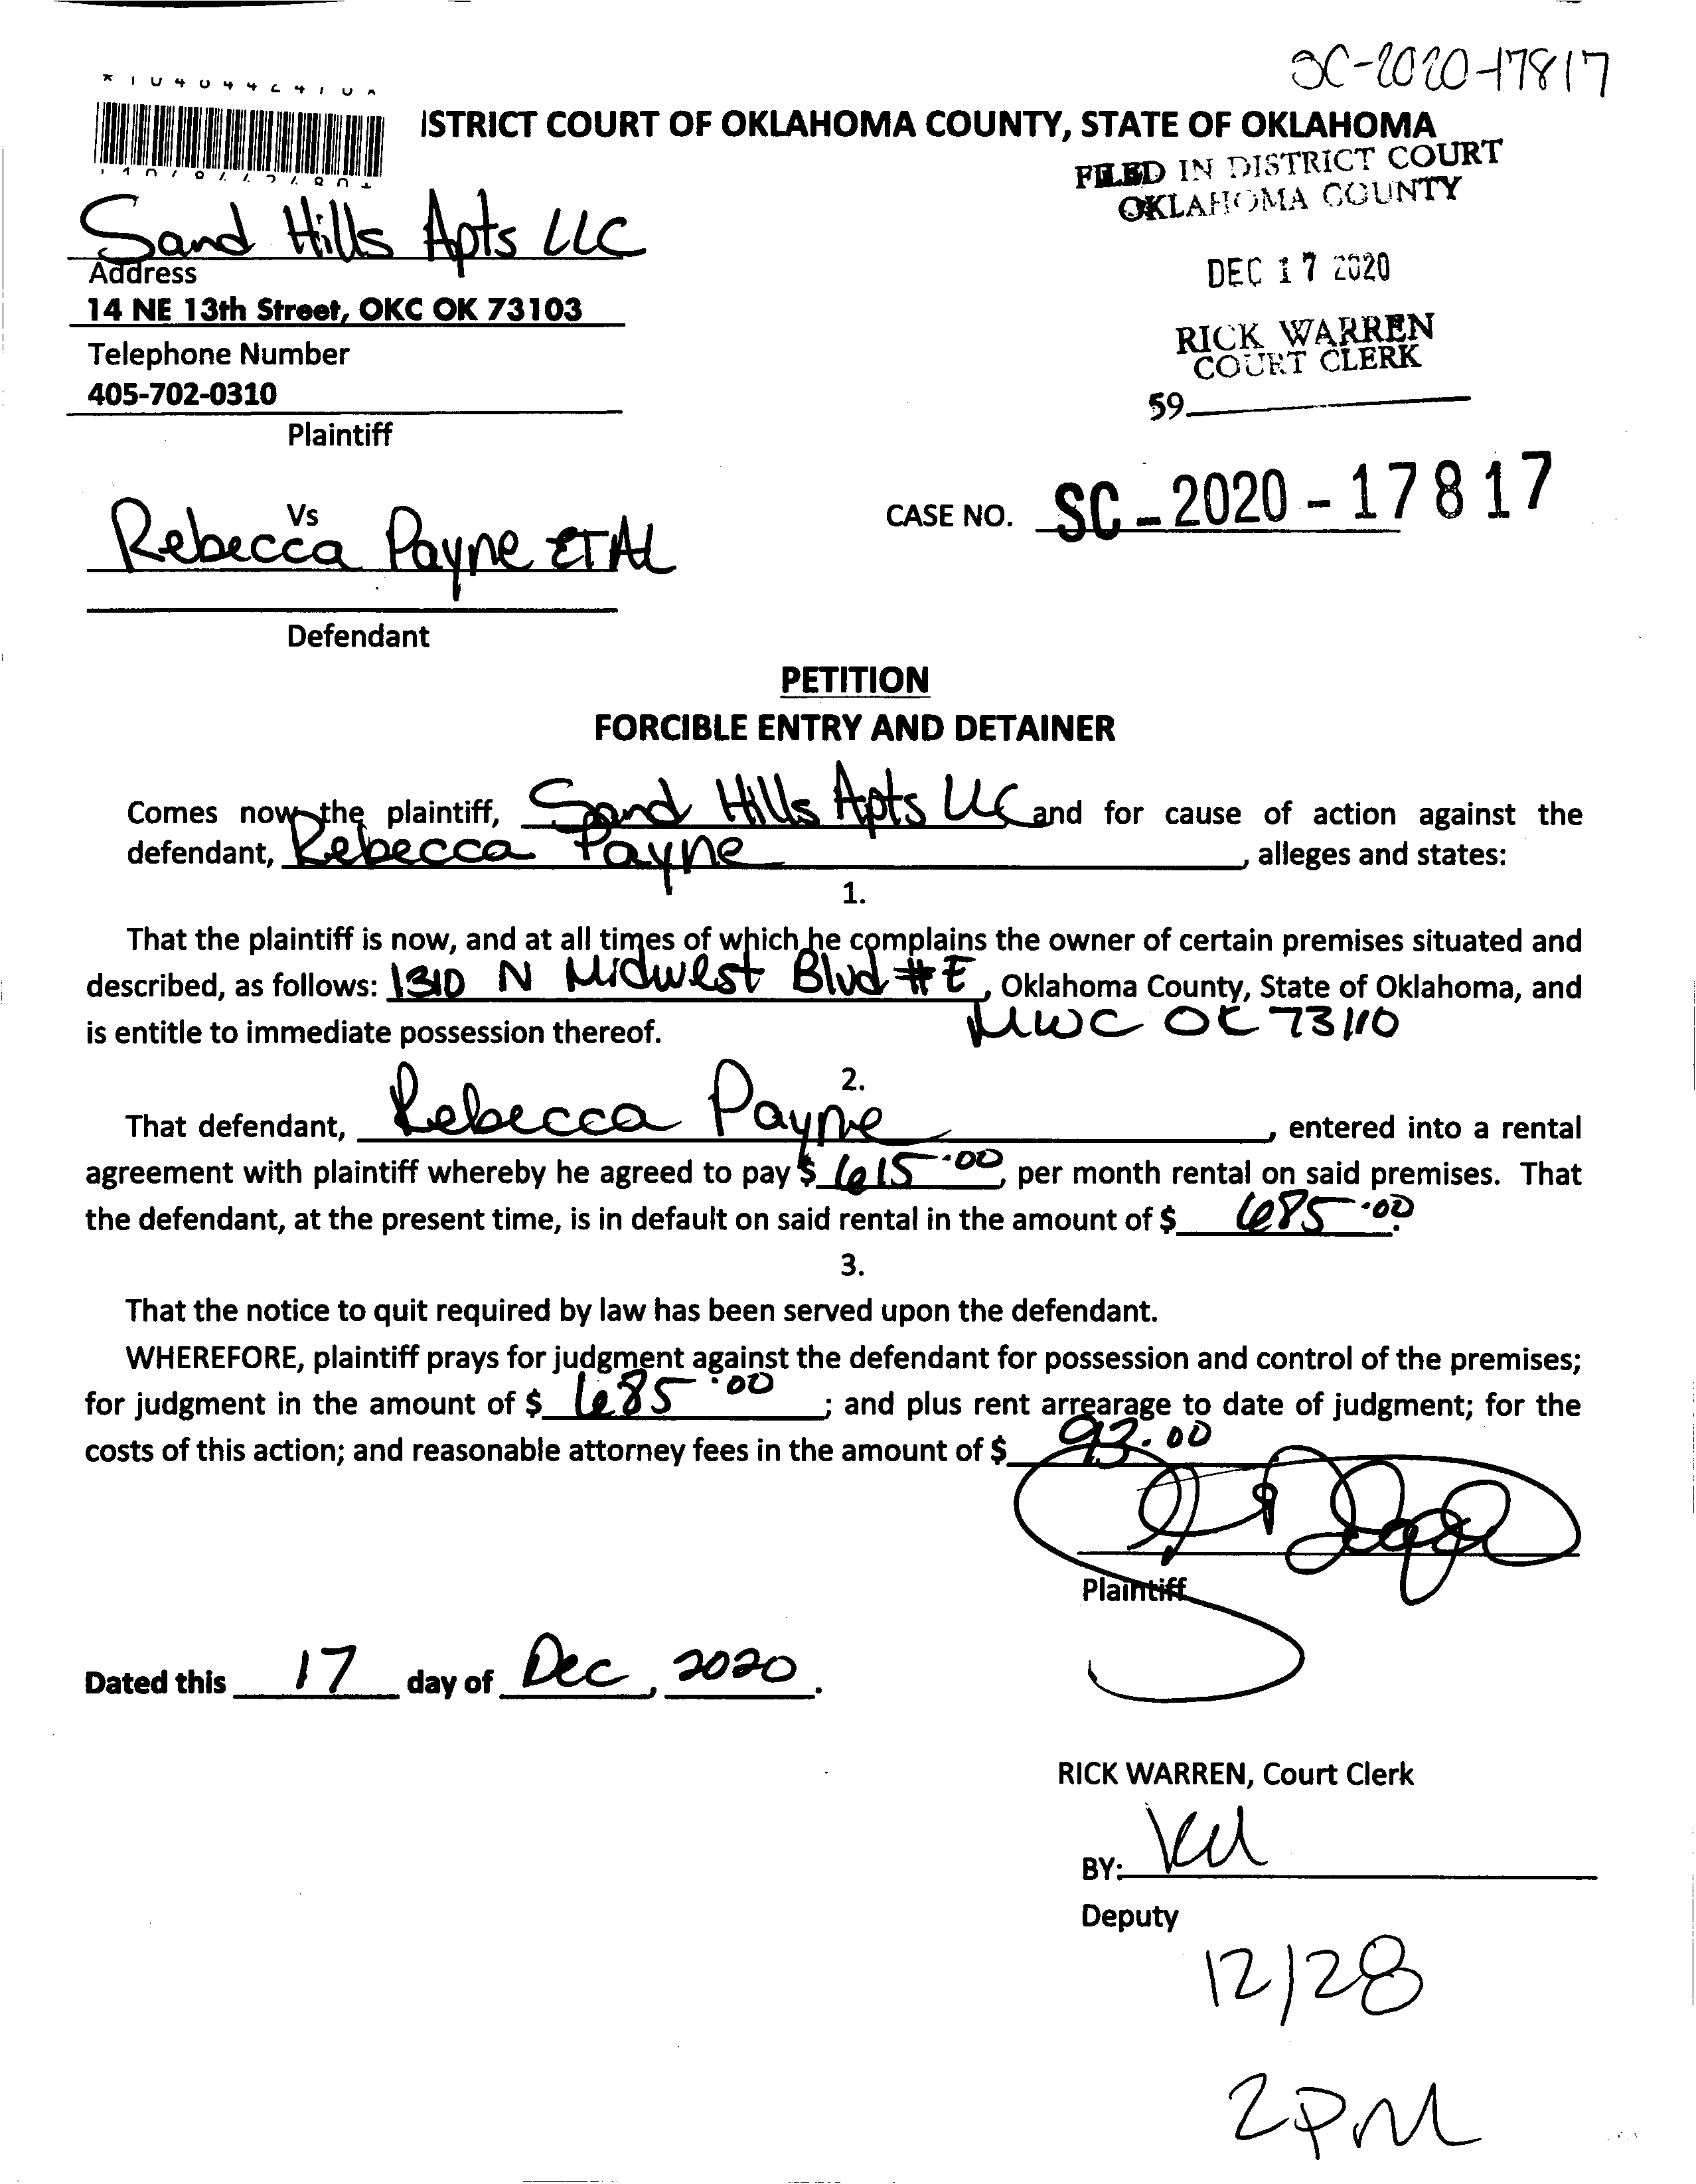 SC-2020-17817
ISTRICT COURT OF OKLAHOMA COUNTY, STATE OF OKLAHOMA
FILED IN DISTRICT COURT
OKLAHOMA COUNTY
DEC 17 2020
RICK WARREN
COURT CLERK
59
Sand Hills Apts LLC
Address
14 NE 13th Street, OKC OK 73103
Telephone Number
405-702-0310
Plaintiff
Vs
Rebecca Payne ET AL
CASE NO. SC-2020-17817
Defendant
PETITION
FORCIBLE ENTRY AND DETAINER
Comes now the plaintiff, Sand Hills Apts LLC and for cause of action against the
defendant, Rebecca Payne, alleges and states:
1.
That the plaintiff is now, and at all times of which he complains the owner of certain premises situated and
described, as follows: 1310 N Midwest Blvd #E, Oklahoma County, State of Oklahoma, and
is entitle to immediate possession thereof. MWC OK 73110
2.
That defendant, Rebecca Payne, entered into a rental
agreement with plaintiff whereby he agreed to pay $ 615.00, per month rental on said premises. That
the defendant, at the present time, is in default on said rental in the amount of $ 685.00.
3.
That the notice to quit required by law has been served upon the defendant.
WHEREFORE, plaintiff prays for judgment against the defendant for possession and control of the premises;
for judgment in the amount of $ 685.00; and plus rent arrearage to date of judgment; for the
costs of this action; and reasonable attorney fees in the amount of $ 93.00
Plaintiff
Dated this 17 day of Dec, 2020.
RICK WARREN, Court Clerk
BY:
Deputy
12/28
2PM